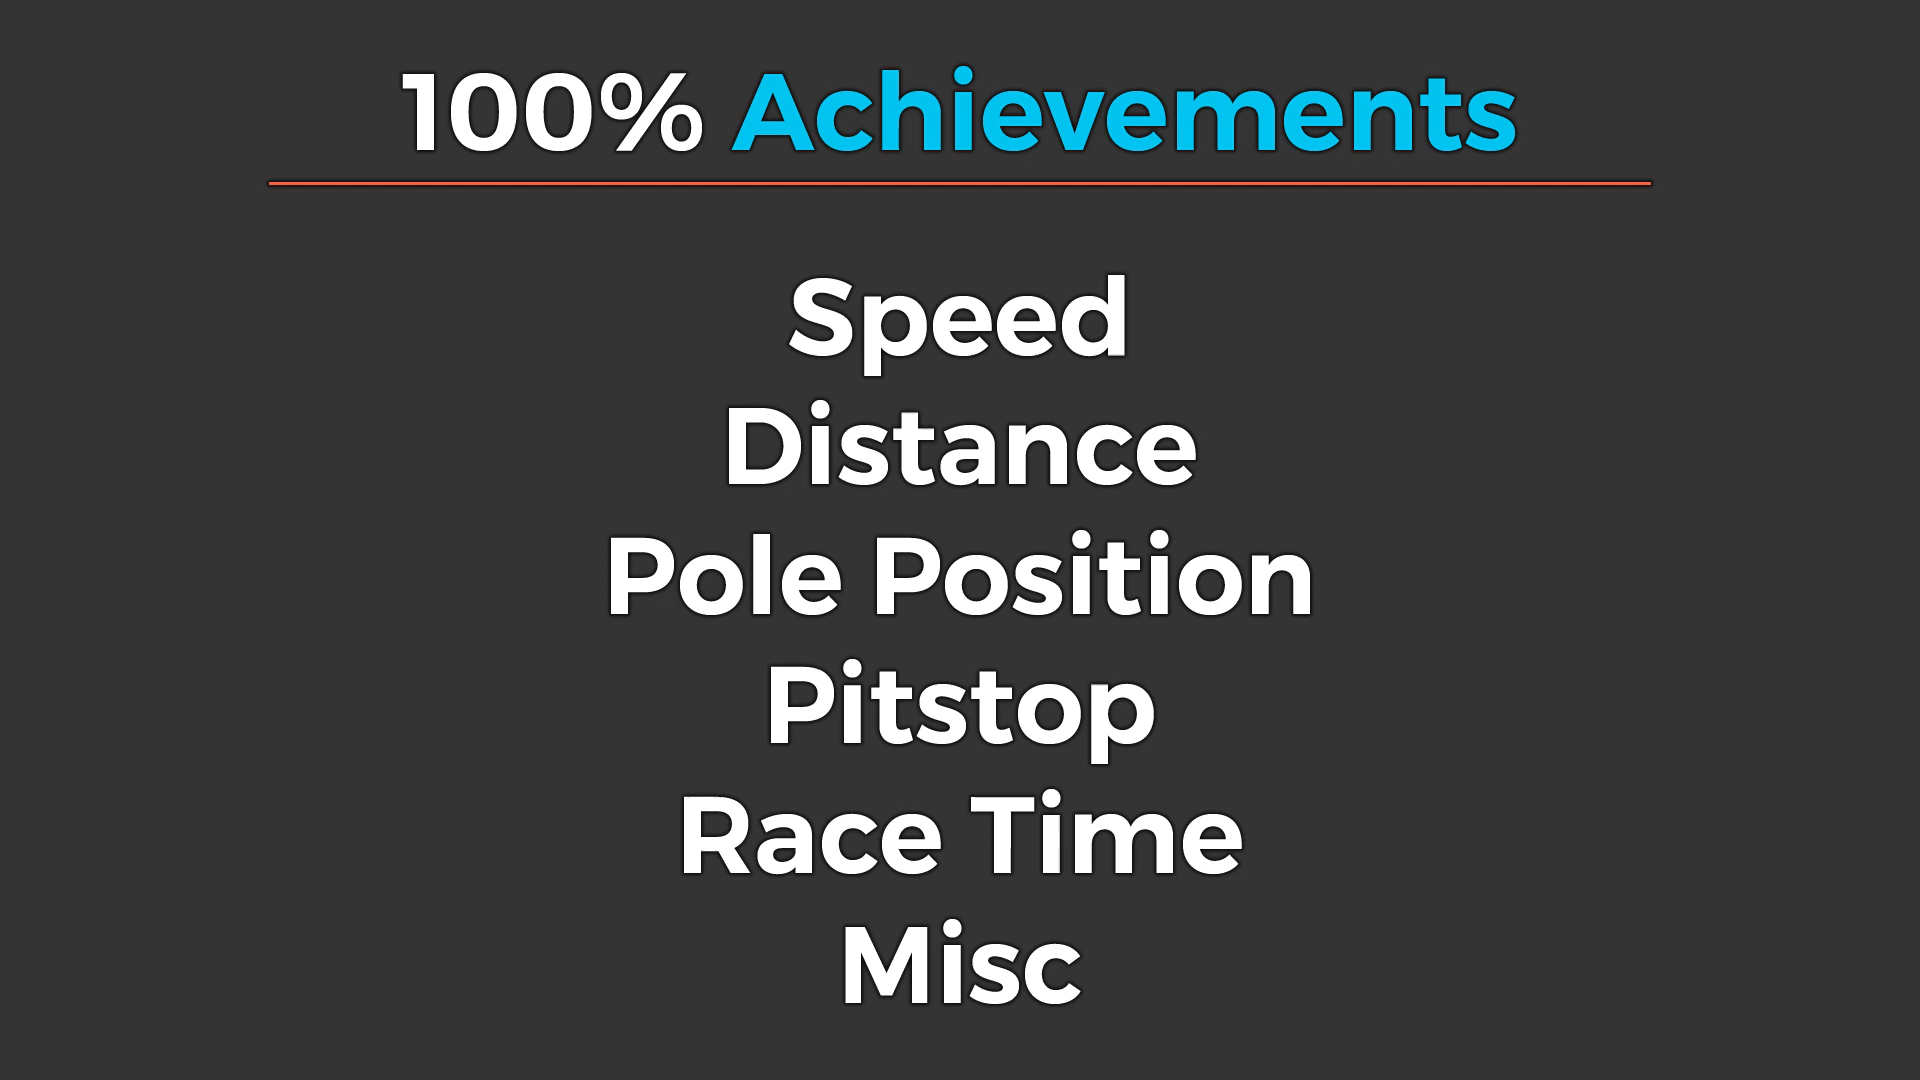 100% Achievements
Speed
Distance
Pole Position
Pitstop
Race Time
Misc